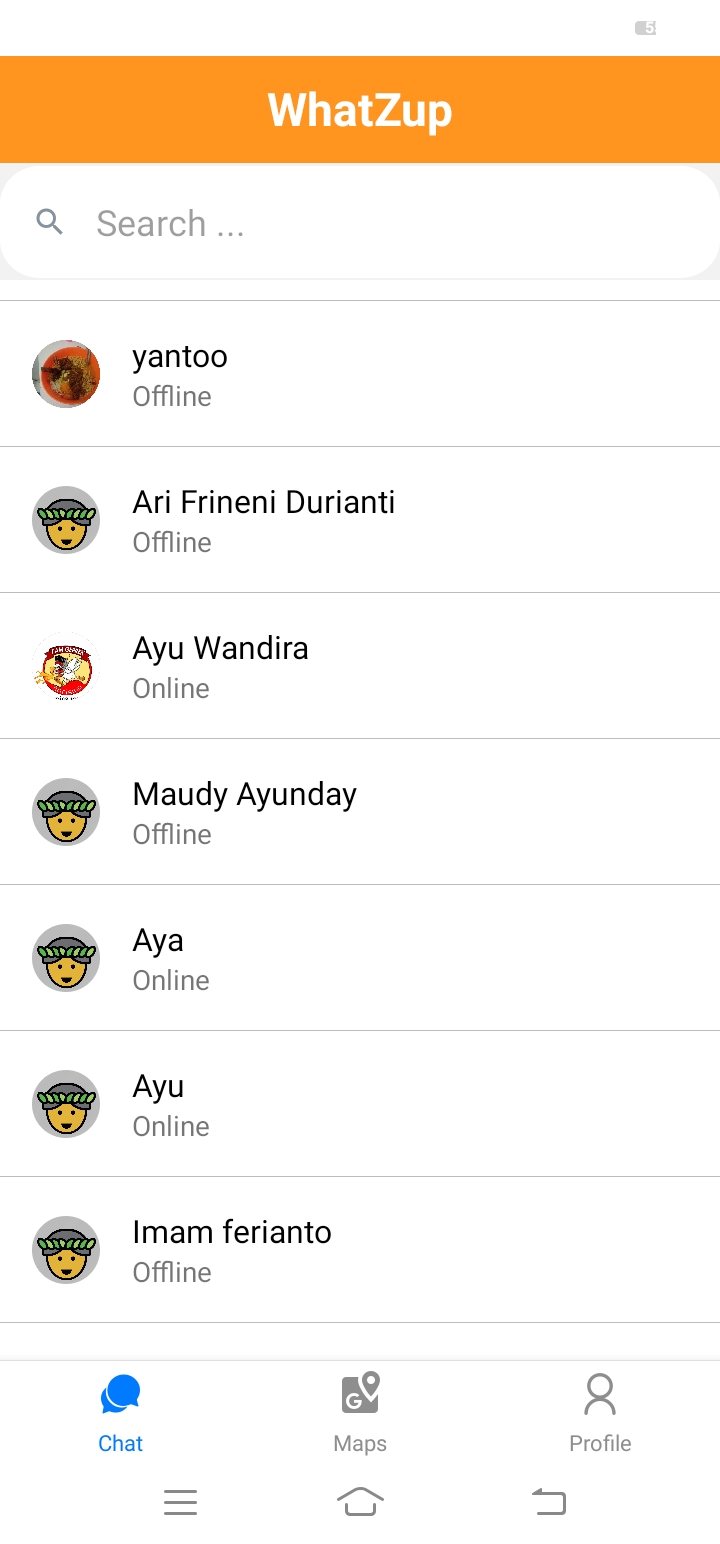 WhatZup
Search ...
yantoo
Offline
Ari Frineni Durianti
Offline
Ayu Wandira
Online
Maudy Ayunday
Offline
Aya
Online
Ayu
Online
Imam ferianto
Offline
G
Chat
Maps
Profile